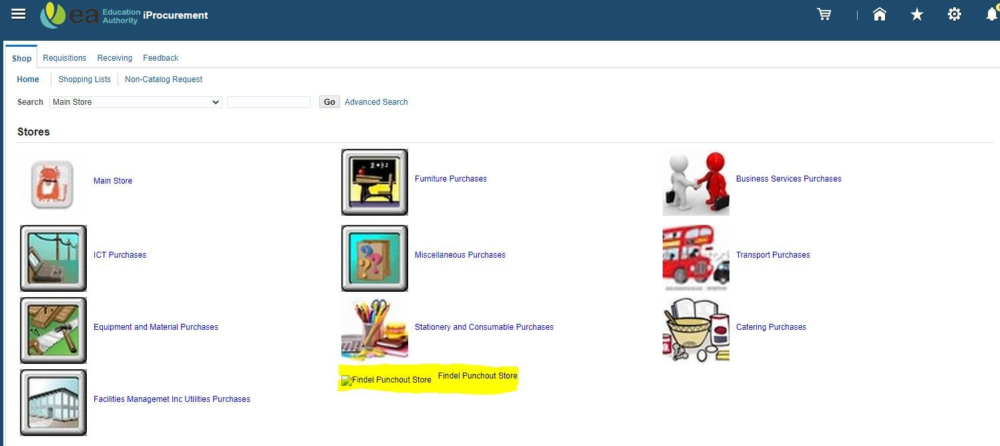 ea Education Authority iProcurement
Shop Requisitions Receiving Feedback
Home Shopping Lists Non-Catalog Request
Search Main Store Go Advanced Search
Stores
Main Store
Furniture Purchases
Business Services Purchases
ICT Purchases
Miscellaneous Purchases
Transport Purchases
Equipment and Material Purchases
Stationery and Consumable Purchases
Catering Purchases
Facilities Managemet Inc Utilities Purchases
Findel Punchout Store Findel Punchout Store